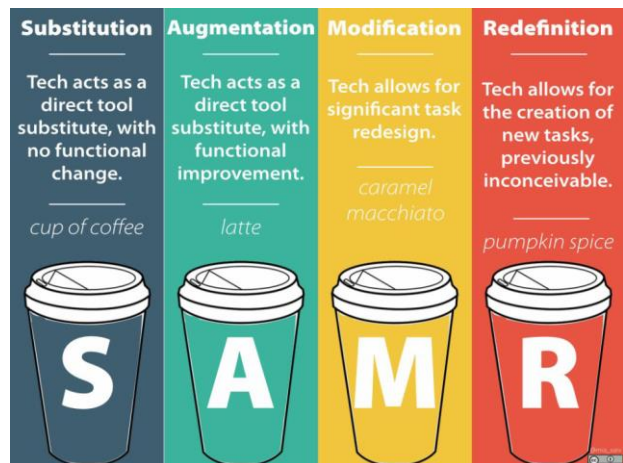 Substitution
Tech acts as a
direct tool
substitute, with
no functional
change.
cup of coffee
S
Augmentation
Tech acts as a
direct tool
substitute, with
functional
improvement.
latte
A
Modification
Tech allows for
significant task
redesign.
caramel
macchiato
M
Redefinition
Tech allows for
the creation of
new tasks,
previously
inconceivable.
pumpkin spice
R